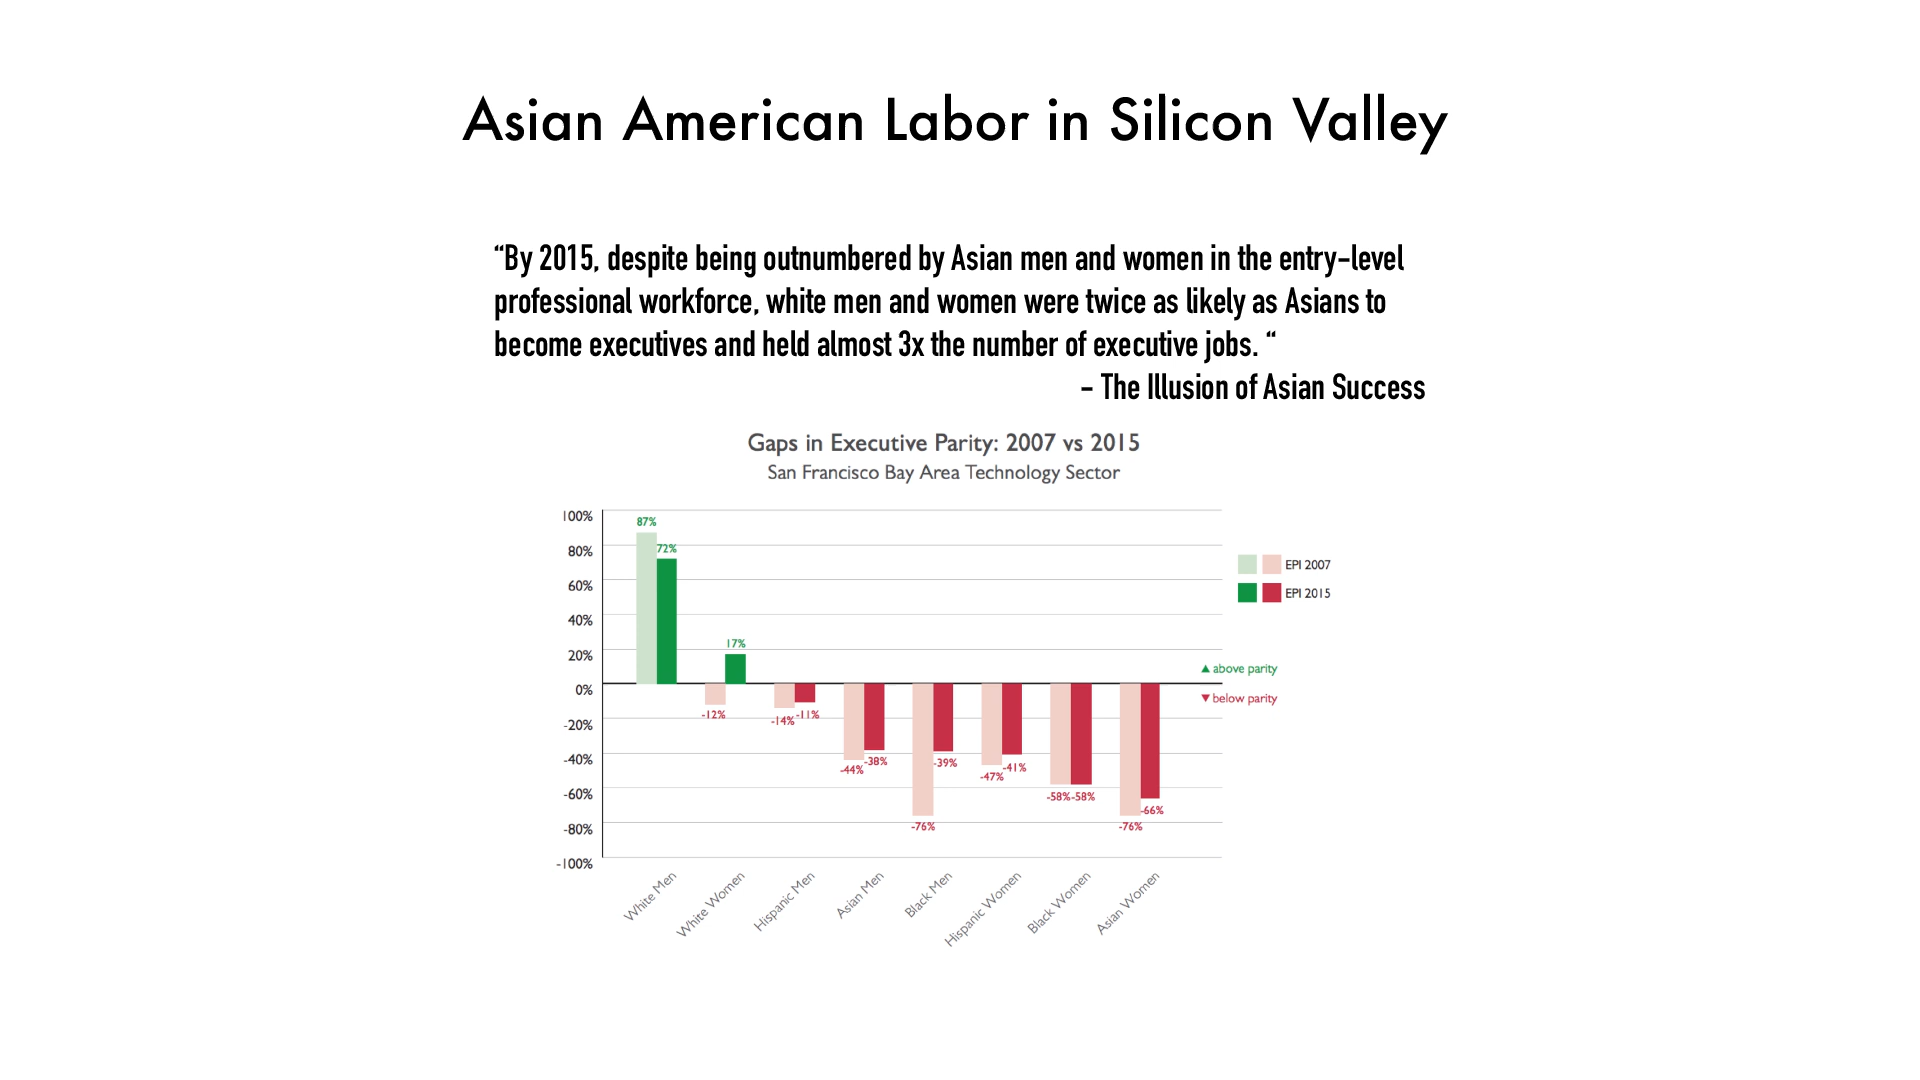 Asian American Labor in Silicon Valley
“By 2015, despite being outnumbered by Asian men and women in the entry-level
professional workforce, white men and women were twice as likely as Asians to
become executives and held almost 3x the number of executive jobs. “
- The Illusion of Asian Success
Gaps in Executive Parity: 2007 vs 2015
San Francisco Bay Area Technology Sector
100%
80%
60%
40%
20%
0%
-20%
-40%
-60%
-80%
-100%
87%
72%
-12%
17%
-14%
-11%
-44%
-38%
-76%
-39%
-47%
-41%
-58%
-58%
-76%
-66%
EPI 2007
EPI 2015
▲ above parity
▼ below parity
White Men
White Women
Hispanic Men
Asian Men
Black Men
Hispanic Women
Black Women
Asian Women